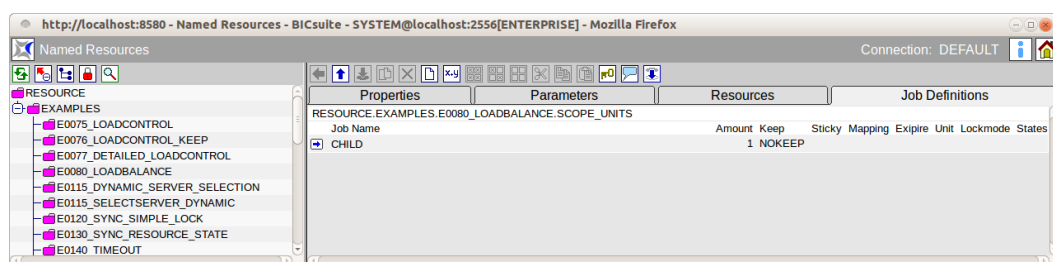 http://localhost:8580 - Named Resources - BICsuite - SYSTEM@localhost:2556[ENTERPRISE] - Mozilla Firefox
Named Resources
Connection: DEFAULT
RESOURCE
EXAMPLES
E0075_LOADCONTROL
E0076_LOADCONTROL_KEEP
E0077_DETAILED_LOADCONTROL
E0080_LOADBALANCE
E0115_DYNAMIC_SERVER_SELECTION
E0115_SELECTSERVER_DYNAMIC
E0120_SYNC_SIMPLE_LOCK
E0130_SYNC_RESOURCE_STATE
E0140_TIMEOUT
x.y
Properties Parameters Resources Job Definitions
RESOURCE.EXAMPLES.E0080_LOADBALANCE.SCOPE_UNITS
Job Name Amount Keep Sticky Mapping Exipire Unit Lockmode States
CHILD 1 NOKEEP